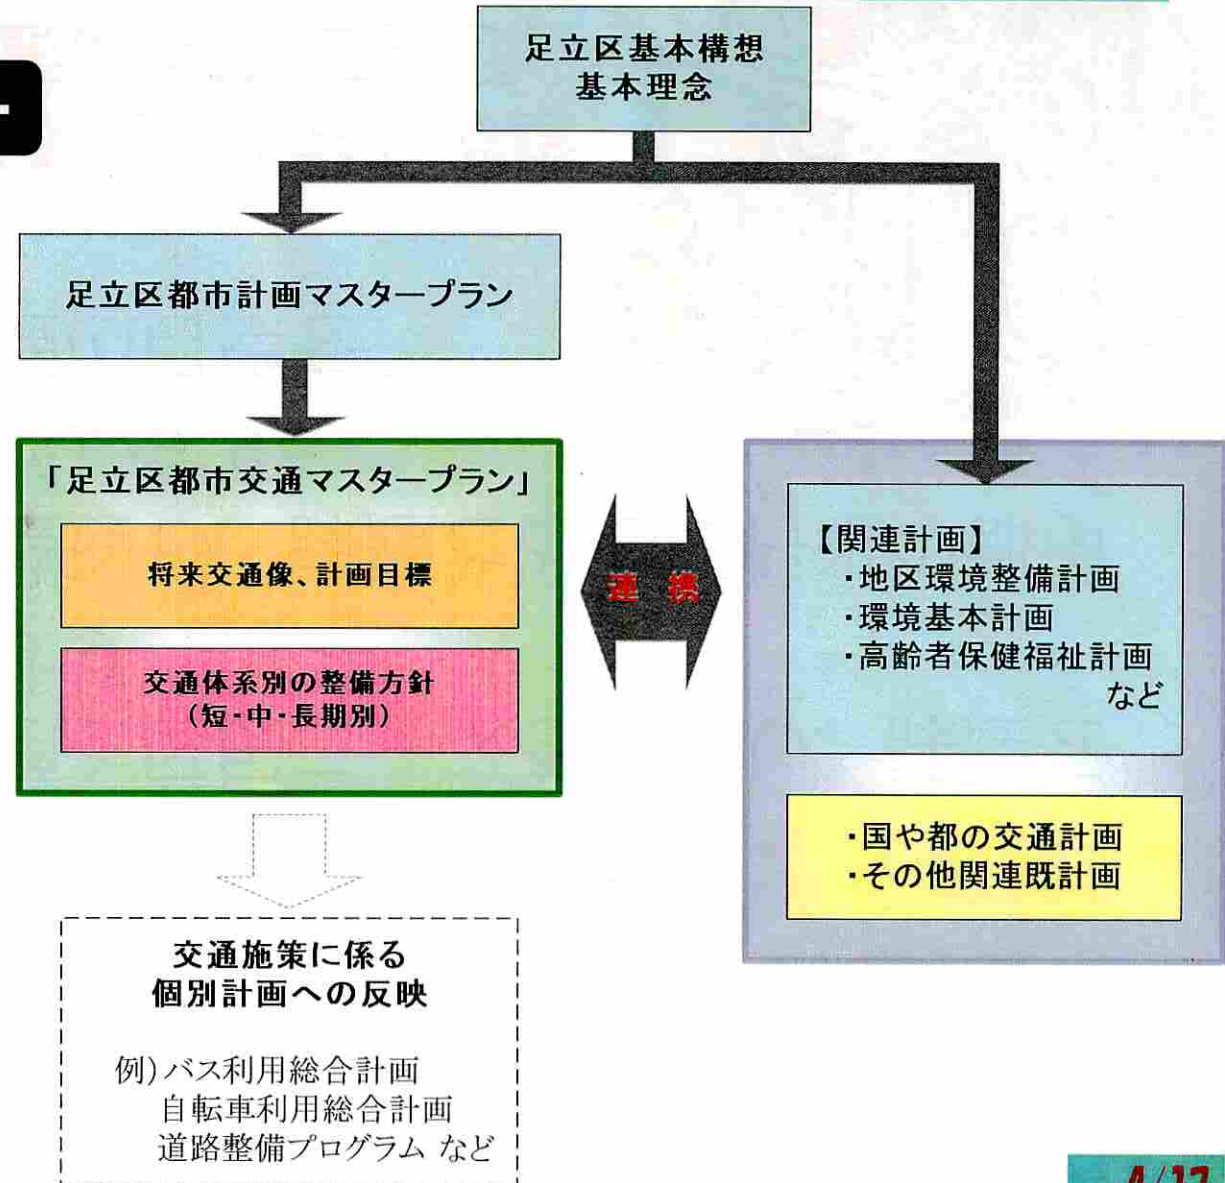 足立区基本構想
基本理念
足立区都市計画マスタープラン
「足立区都市交通マスタープラン」
将来交通像、計画目標
交通体系別の整備方針
(短・中・長期別)
連 携
【関連計画】
・地区環境整備計画
・環境基本計画
・高齢者保健福祉計画
など
・国や都の交通計画
・その他関連既計画
交通施策に係る
個別計画への反映
例)バス利用総合計画
自転車利用総合計画
道路整備プログラム など
4/17